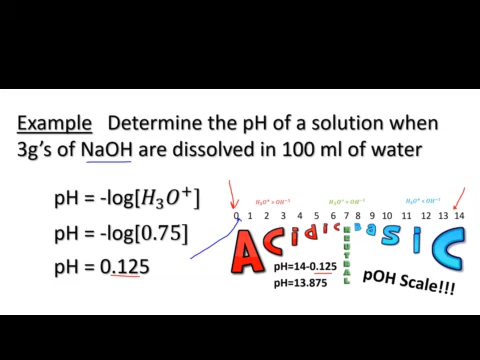 Example Determine the pH of a solution when
3g's of NaOH are dissolved in 100 ml of water
pH = -log[H₃O⁺]
pH = -log[0.75]
pH = 0.125
H₃O⁺ > OH⁻¹
H₃O⁺ = OH⁻¹
H₃O⁺ < OH⁻¹
0 1 2 3 4 5 6 7 8 9 10 11 12 13 14
Acidic
NEUTRAL
Basic
pH=14-0.125
pH=13.875
pOH Scale!!!